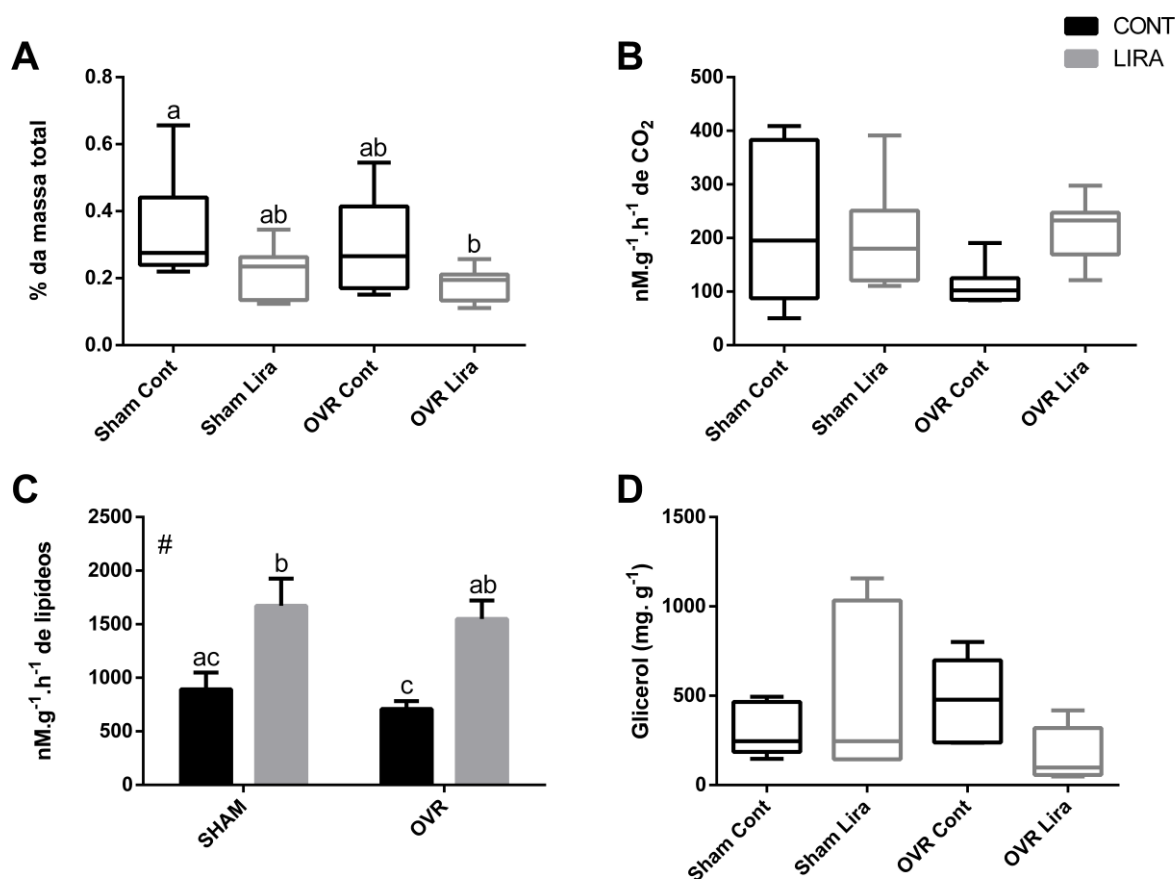 CONT
LIRA
A
% da massa total
0.8
0.6
0.4
0.2
0.0
a
ab
ab
b
Sham Cont
Sham Lira
OVR Cont
OVR Lira
B
nM.g⁻¹.h⁻¹ de CO₂
500
400
300
200
100
0
Sham Cont
Sham Lira
OVR Cont
OVR Lira
C
nM.g⁻¹.h⁻¹ de lipídeos
2500
2000
1500
1000
500
0
#
ac
b
c
ab
SHAM
OVR
D
Glicerol (mg. g⁻¹)
1500
1000
500
0
Sham Cont
Sham Lira
OVR Cont
OVR Lira